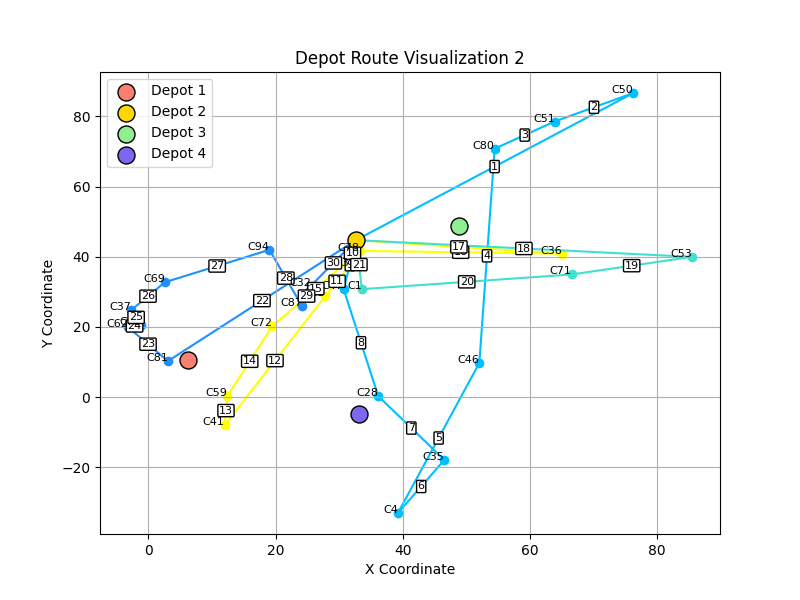 Depot Route Visualization 2
Depot 1
Depot 2
Depot 3
Depot 4
Y Coordinate
X Coordinate
80
60
40
20
0
−20
0
20
40
60
80
C50
2
C51
3
C80
1
17
18
C36
4
C53
19
C71
20
C94
27
30
10
21
C1
C69
28
15
11
29
C87
26
C37
25
24
22
C72
8
23
C81
14
12
C46
C59
13
C41
C28
7
5
C35
6
C4